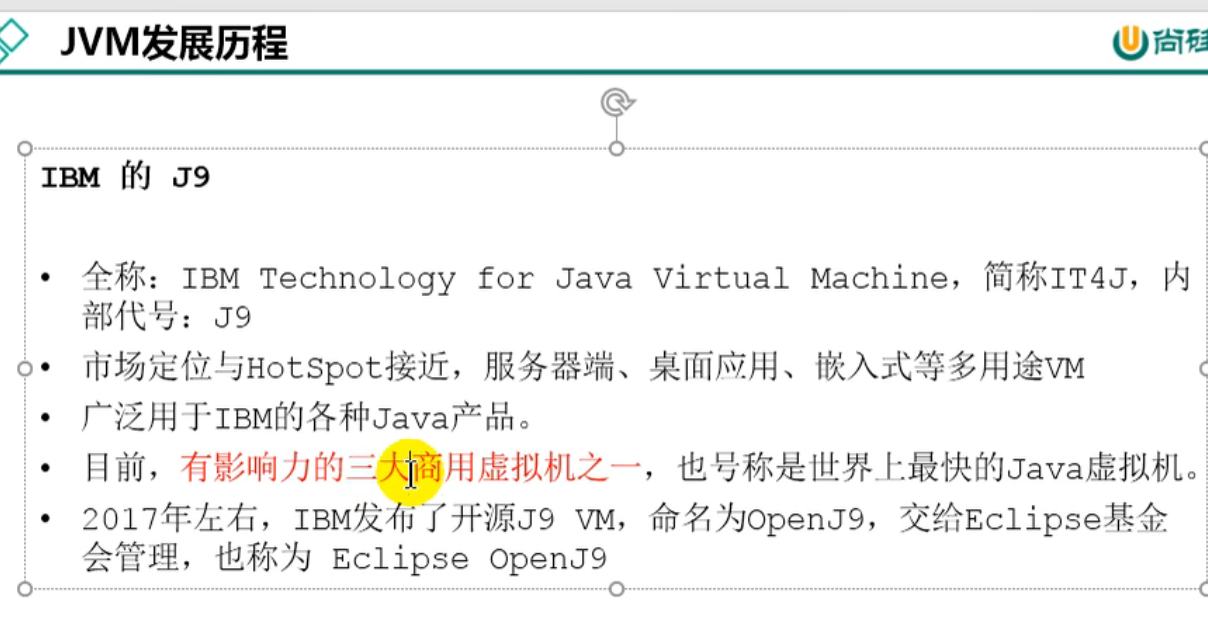 JVM发展历程
尚硅
IBM 的 J9
• 全称：IBM Technology for Java Virtual Machine，简称IT4J，内
部代号：J9
• 市场定位与HotSpot接近，服务器端、桌面应用、嵌入式等多用途VM
• 广泛用于IBM的各种Java产品。
• 目前，有影响力的三大商用虚拟机之一，也号称是世界上最快的Java虚拟机。
• 2017年左右，IBM发布了开源J9 VM，命名为OpenJ9，交给Eclipse基金
会管理，也称为 Eclipse OpenJ9